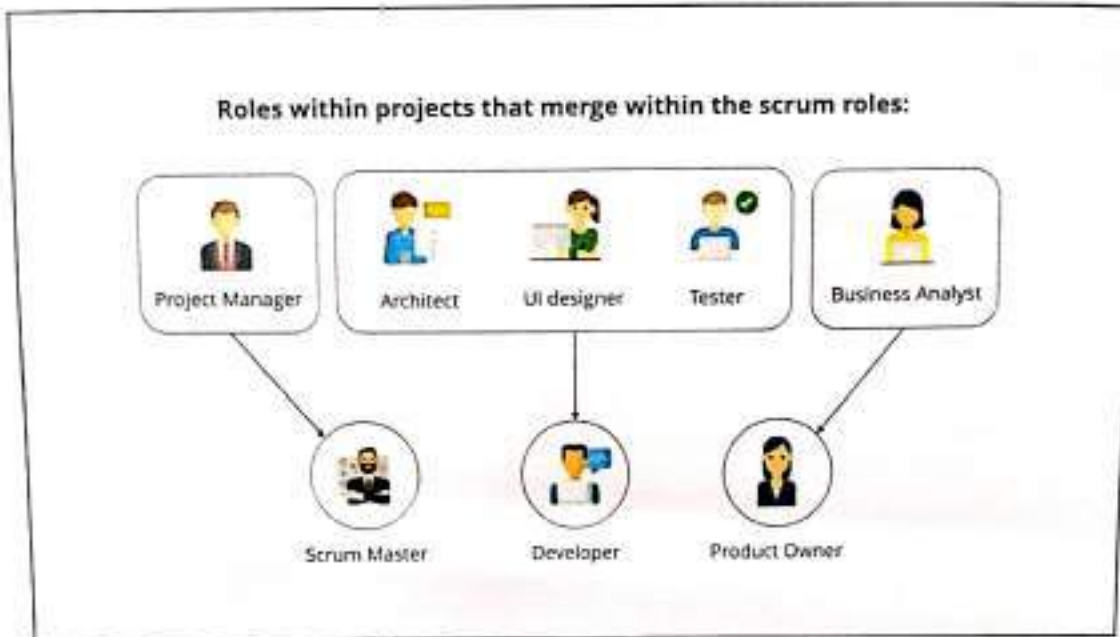 Roles within projects that merge within the scrum roles:
Project Manager
Architect
UI designer
Tester
Business Analyst
Scrum Master
Developer
Product Owner